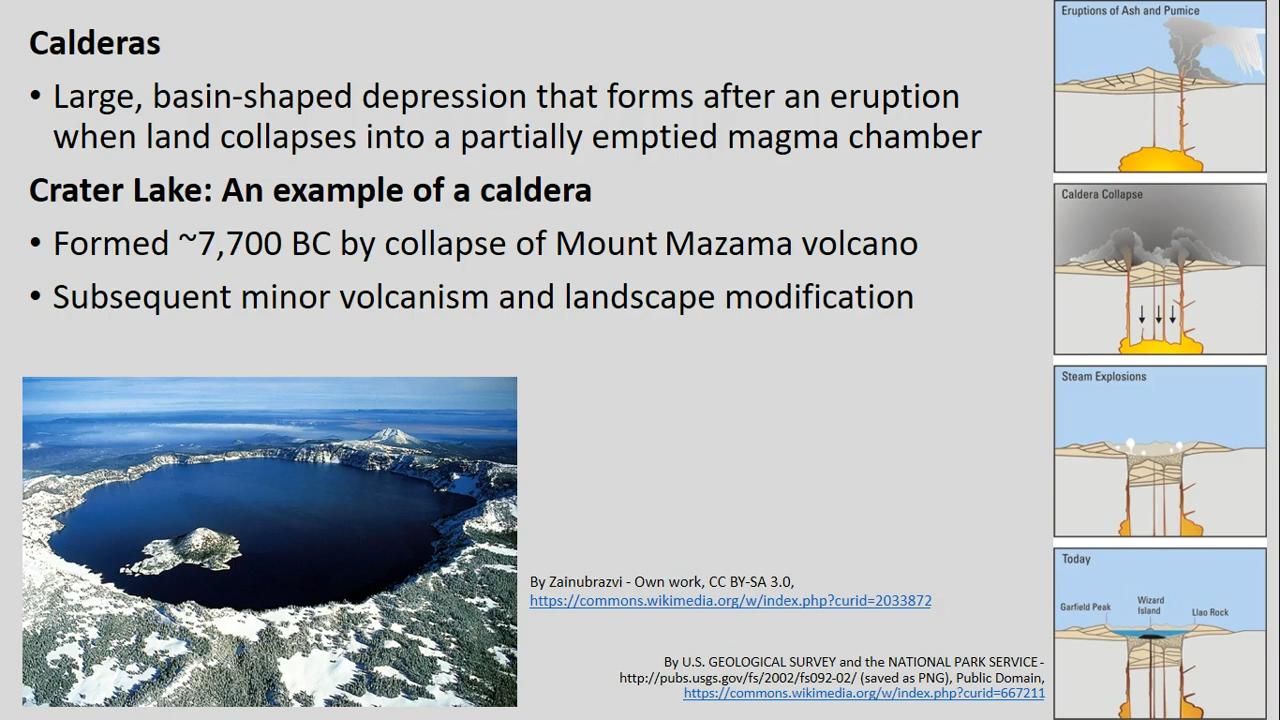 Calderas
• Large, basin-shaped depression that forms after an eruption
when land collapses into a partially emptied magma chamber
Crater Lake: An example of a caldera
• Formed ~7,700 BC by collapse of Mount Mazama volcano
• Subsequent minor volcanism and landscape modification
By Zainubrazvi - Own work, CC BY-SA 3.0,
https://commons.wikimedia.org/w/index.php?curid=2033872
By U.S. GEOLOGICAL SURVEY and the NATIONAL PARK SERVICE -
http://pubs.usgs.gov/fs/2002/fs092-02/ (saved as PNG), Public Domain,
https://commons.wikimedia.org/w/index.php?curid=667211
Eruptions of Ash and Pumice
Caldera Collapse
Steam Explosions
Today
Garfield Peak
Wizard
Island
Llao Rock